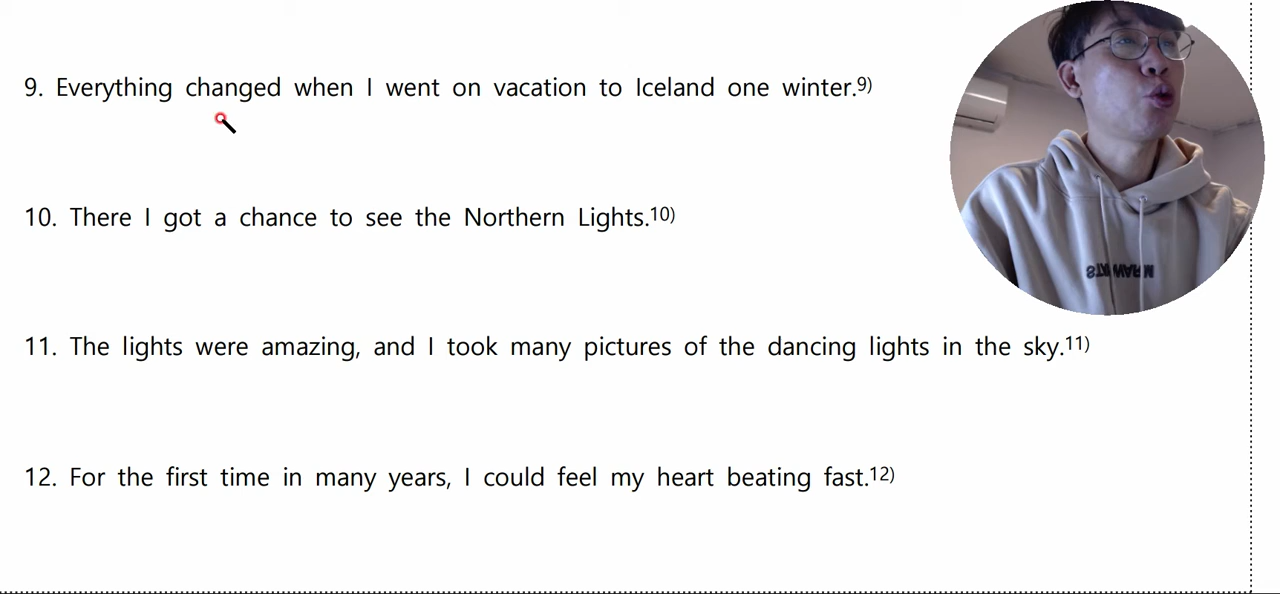 9. Everything changed when I went on vacation to Iceland one winter.9)
10. There I got a chance to see the Northern Lights.10)
11. The lights were amazing, and I took many pictures of the dancing lights in the sky.11)
12. For the first time in many years, I could feel my heart beating fast.12)